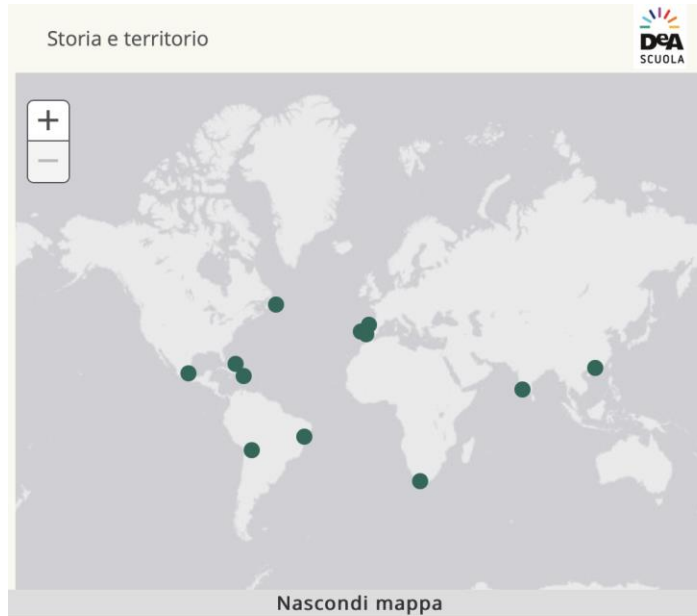 Storia e territorio
DeA
SCUOLA
+
−
Nascondi mappa